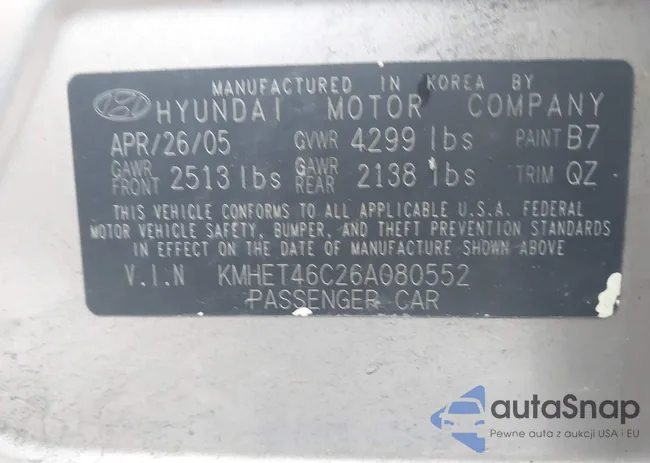 MANUFACTURED IN KOREA BY
HYUNDAI MOTOR COMPANY
APR/26/05 GVWR 4299 lbs PAINT B7
GAWR FRONT 2513 lbs GAWR REAR 2138 lbs TRIM QZ
THIS VEHICLE CONFORMS TO ALL APPLICABLE U.S.A. FEDERAL
MOTOR VEHICLE SAFETY, BUMPER, AND THEFT PREVENTION STANDARDS
IN EFFECT ON THE DATE OF MANUFACTURE SHOWN ABOVE
V.I.N KMHET46C26A080552
PASSENGER CAR
autaSnap
Pewne auta z aukcji USA i EU